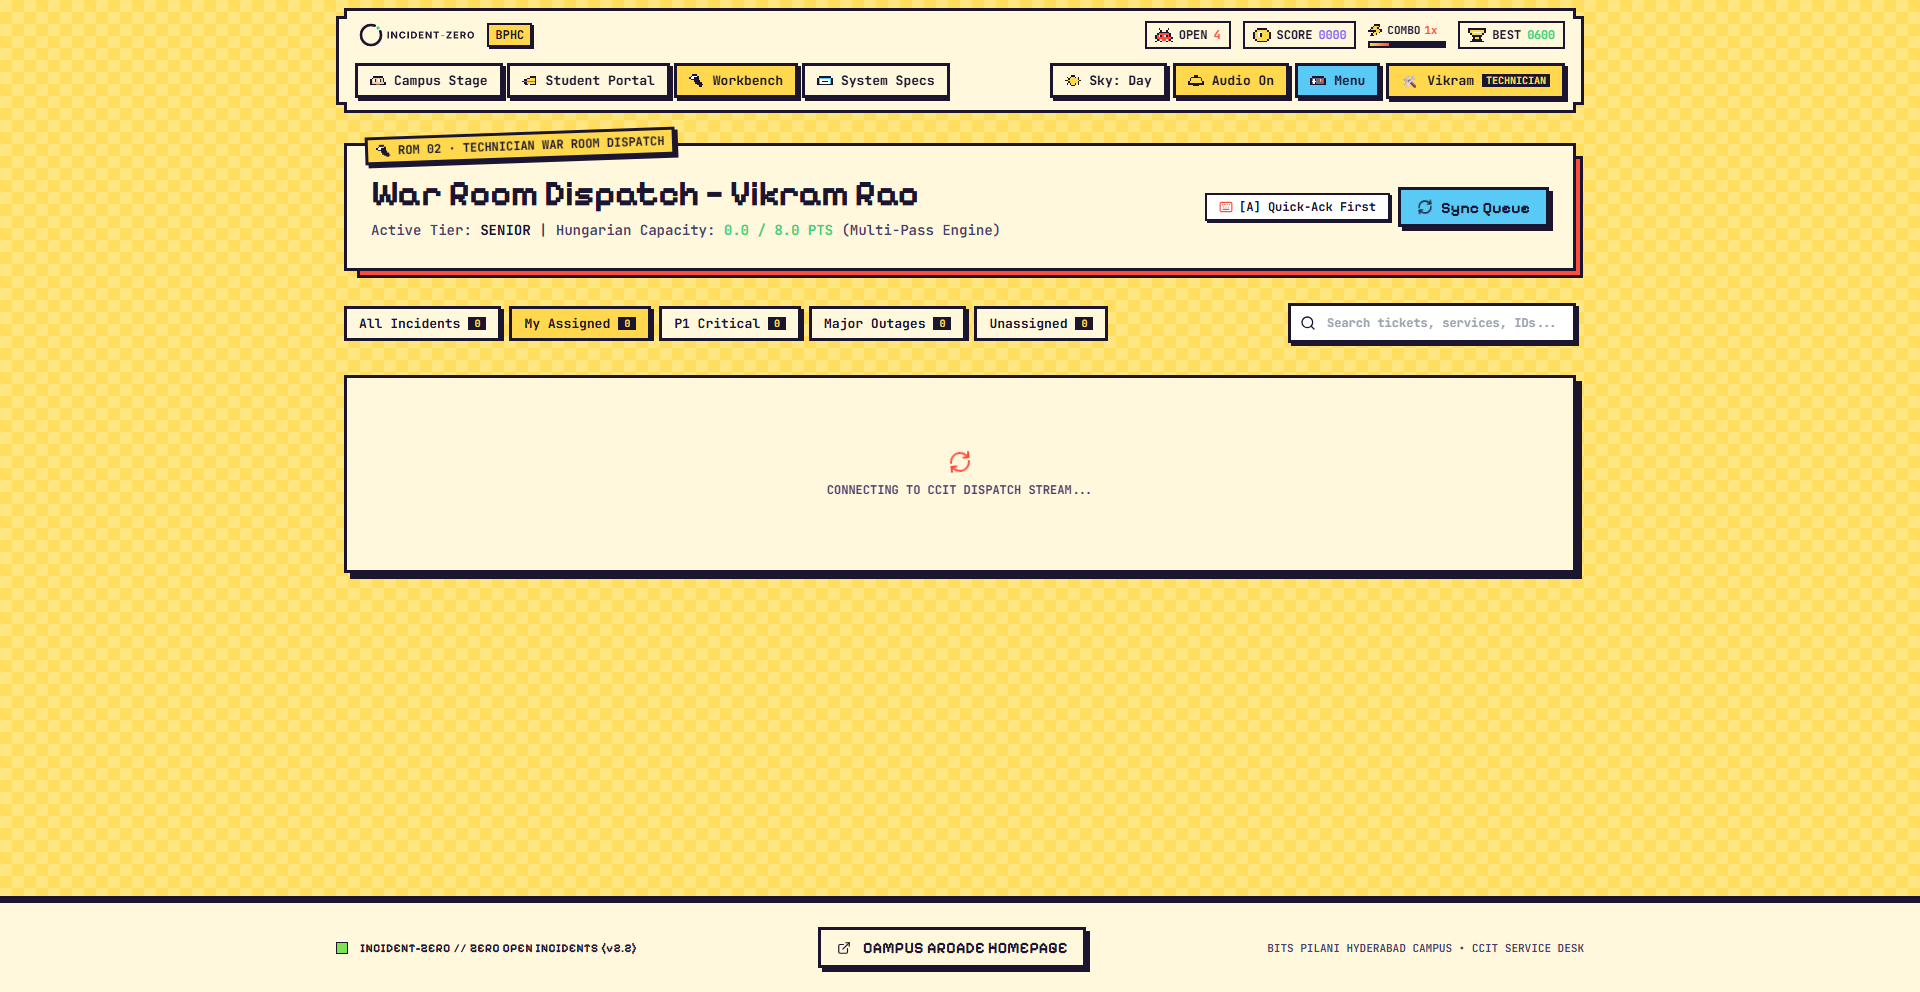 INCIDENT-ZERO BPHC OPEN 4 SCORE 0000 COMBO 1x BEST 0600
Campus Stage Student Portal Workbench System Specs Sky: Day Audio On Menu Vikram TECHNICIAN
ROM 02 · TECHNICIAN WAR ROOM DISPATCH
War Room Dispatch - Vikram Rao
Active Tier: SENIOR | Hungarian Capacity: 0.0 / 8.0 PTS (Multi-Pass Engine)
[A] Quick-Ack First Sync Queue
All Incidents 0 My Assigned 0 P1 Critical 0 Major Outages 0 Unassigned 0 Search tickets, services, IDs...
CONNECTING TO CCIT DISPATCH STREAM...
INCIDENT-ZERO // ZERO OPEN INCIDENTS (v2.2) CAMPUS ARCADE HOMEPAGE BITS PILANI HYDERABAD CAMPUS • CCIT SERVICE DESK